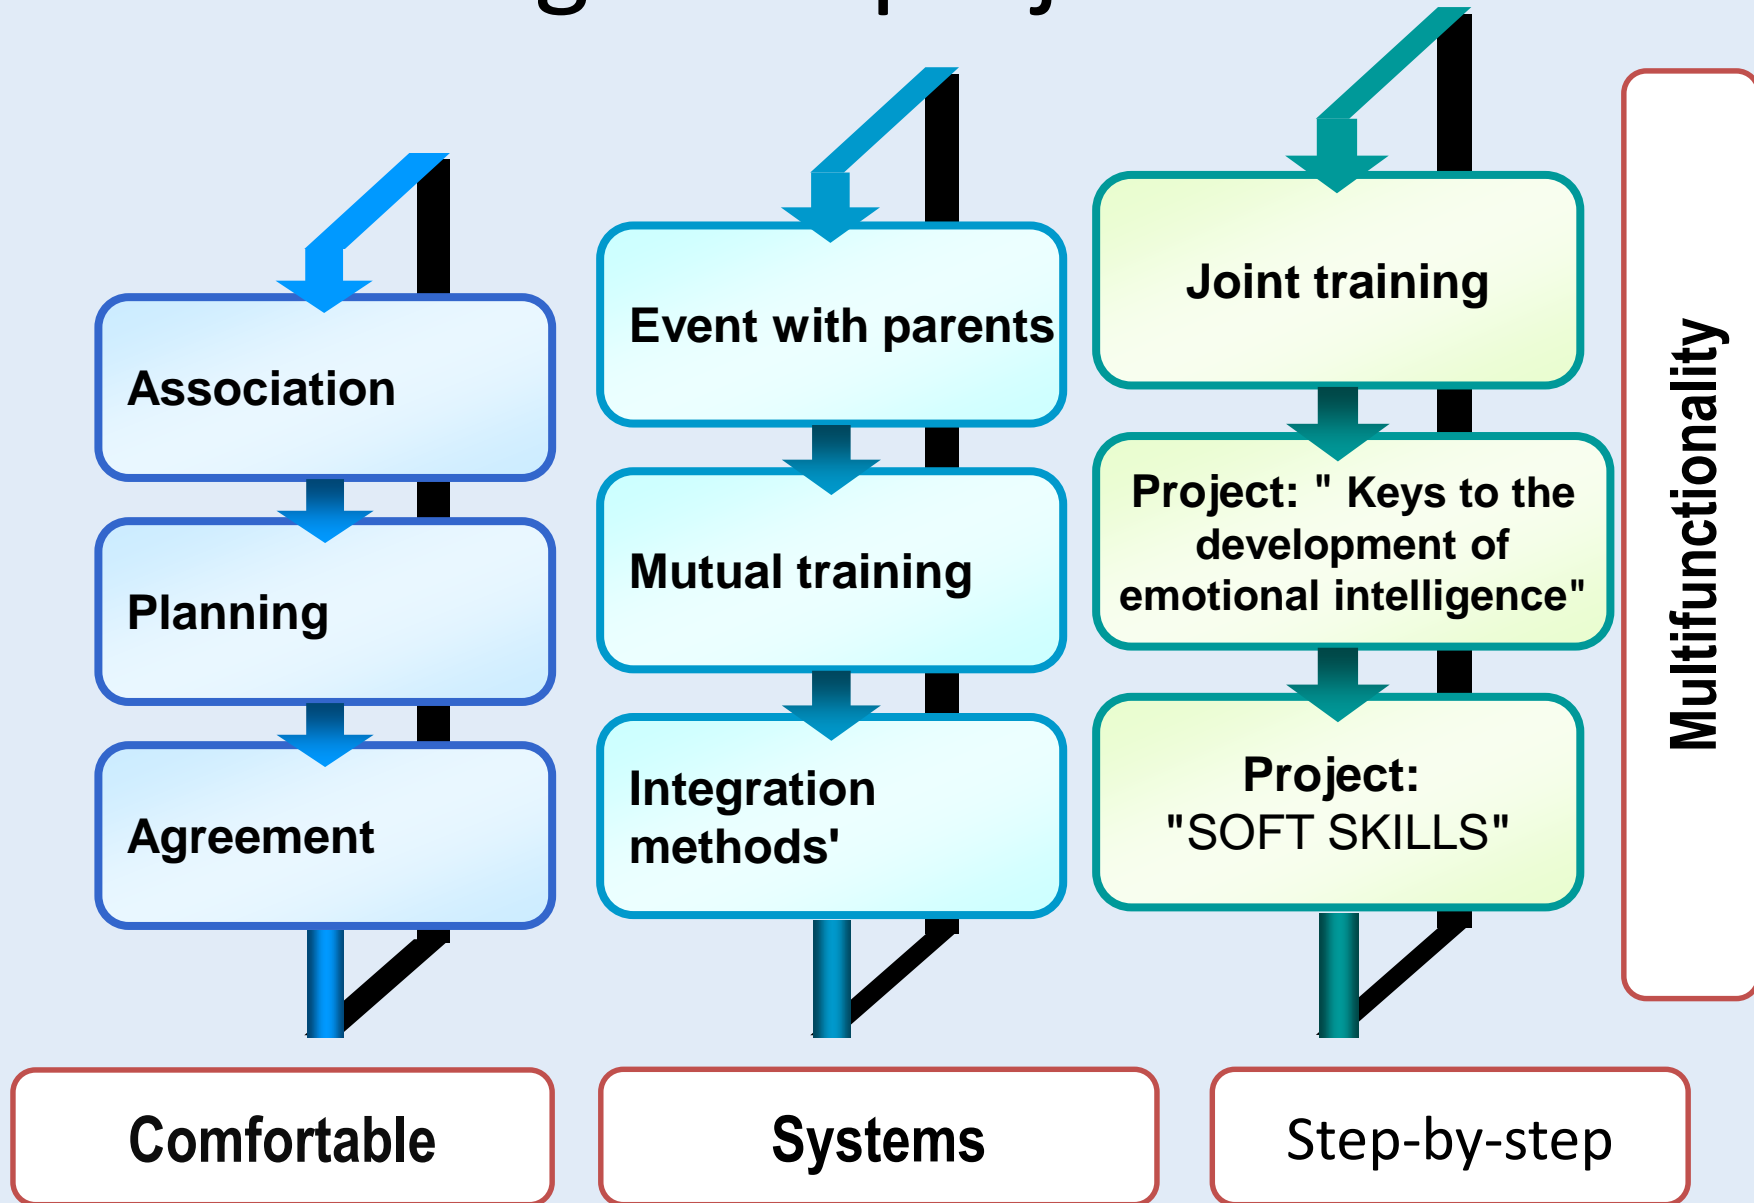 Association
Planning
Agreement
Event with parents
Mutual training
Integration
methods'
Joint training
Project: " Keys to the
development of
emotional intelligence"
Project:
"SOFT SKILLS"
Multifunctionality
Comfortable
Systems
Step-by-step